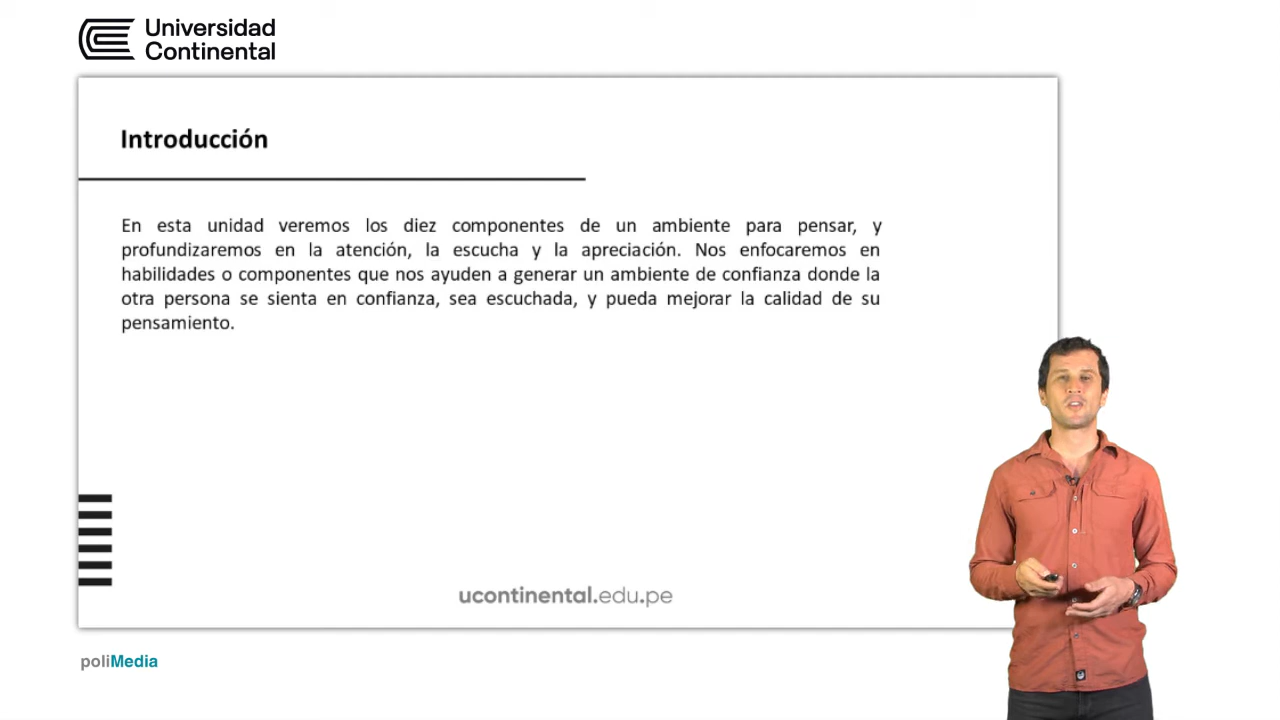 Universidad
Continental
Introducción
En esta unidad veremos los diez componentes de un ambiente para pensar, y
profundizaremos en la atención, la escucha y la apreciación. Nos enfocaremos en
habilidades o componentes que nos ayuden a generar un ambiente de confianza donde la
otra persona se sienta en confianza, sea escuchada, y pueda mejorar la calidad de su
pensamiento.
ucontinental.edu.pe
poliMedia